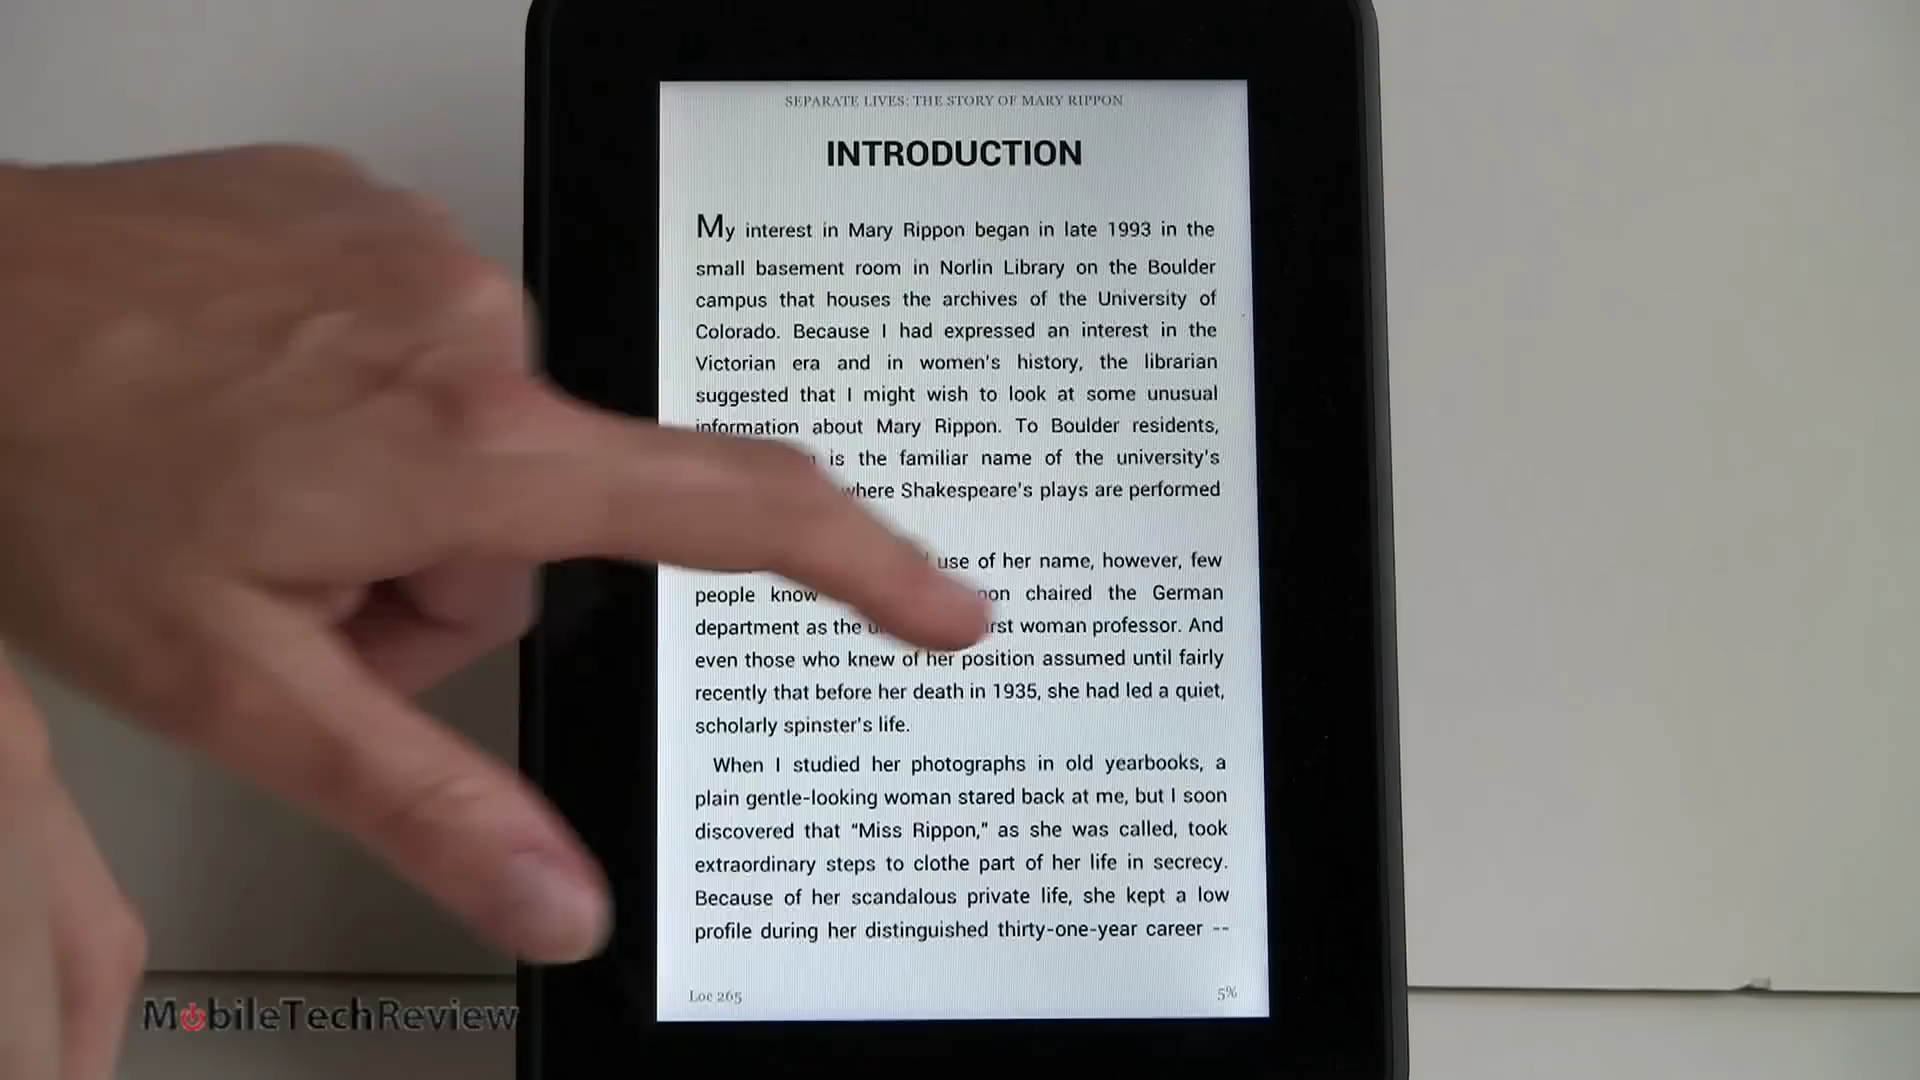 SEPARATE LIVES: THE STORY OF MARY RIPPON
INTRODUCTION
My interest in Mary Rippon began in late 1993 in the
small basement room in Norlin Library on the Boulder
campus that houses the archives of the University of
Colorado. Because I had expressed an interest in the
Victorian era and in women's history, the librarian
suggested that I might wish to look at some unusual
information about Mary Rippon. To Boulder residents,
is the familiar name of the university's
where Shakespeare's plays are performed
use of her name, however, few
people know chaired the German
department as the woman professor. And
even those who knew of her position assumed until fairly
recently that before her death in 1935, she had led a quiet,
scholarly spinster's life.
When I studied her photographs in old yearbooks, a
plain gentle-looking woman stared back at me, but I soon
discovered that “Miss Rippon,” as she was called, took
extraordinary steps to clothe part of her life in secrecy.
Because of her scandalous private life, she kept a low
profile during her distinguished thirty-one-year career --
Loc 265
5%
MobileTechReview